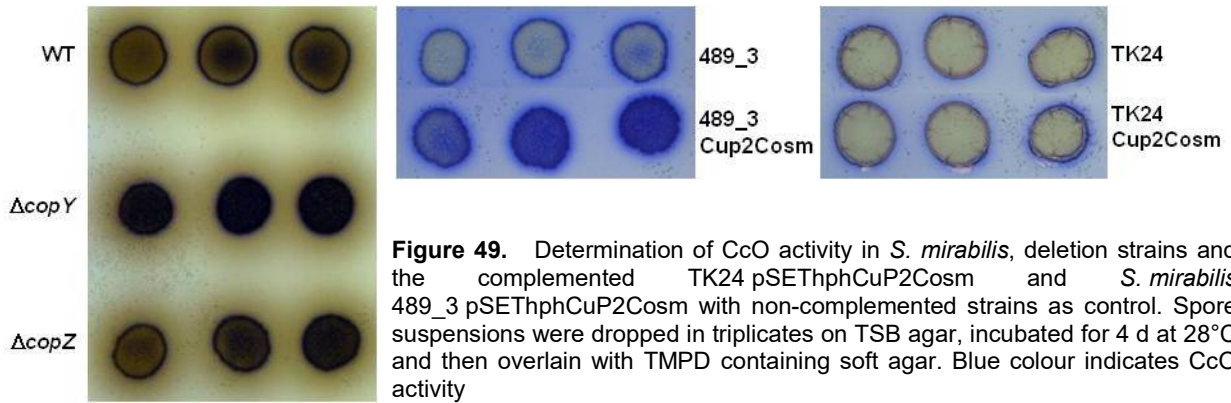 WT
ΔcopY
ΔcopZ
489_3
489_3
Cup2Cosm
TK24
TK24
Cup2Cosm
Figure 49. Determination of CcO activity in S. mirabilis, deletion strains and
the complemented TK24 pSEThphCuP2Cosm and S. mirabilis
489_3 pSEThphCuP2Cosm with non-complemented strains as control. Spore
suspensions were dropped in triplicates on TSB agar, incubated for 4 d at 28°C
and then overlain with TMPD containing soft agar. Blue colour indicates CcO
activity